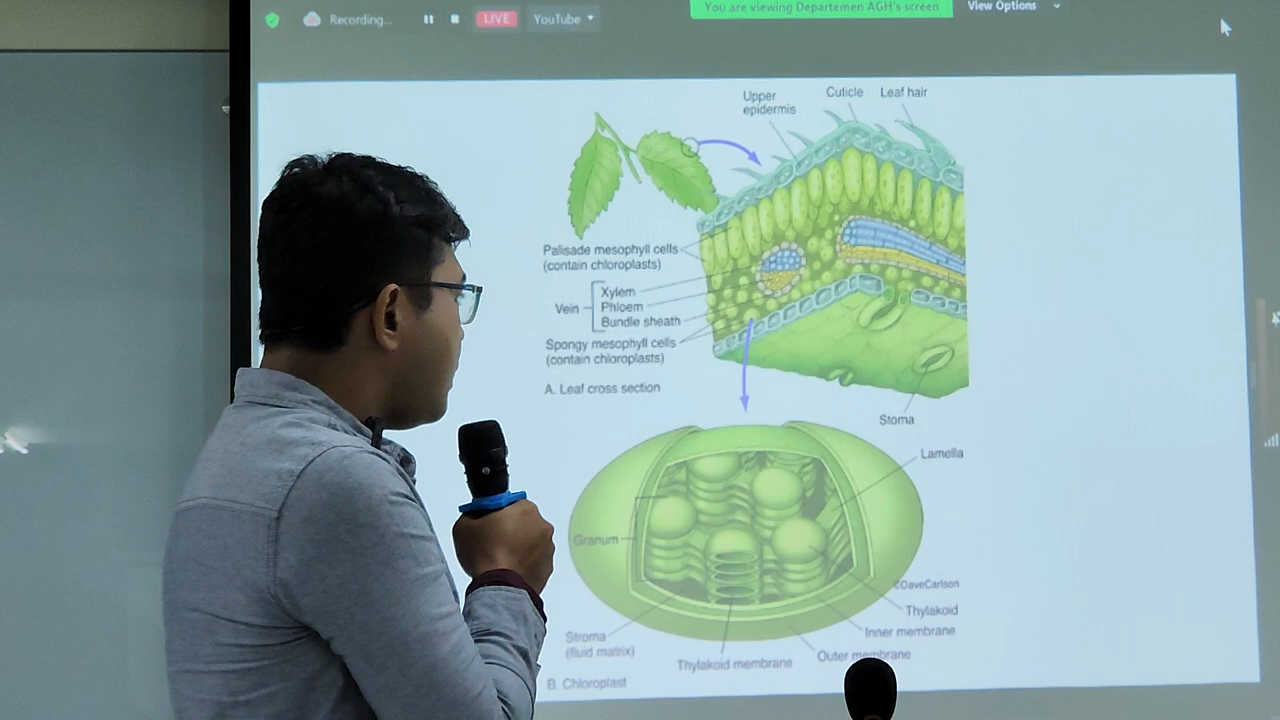 Recording...
LIVE
YouTube
You are viewing Departemen AGH's screen
View Options
Upper
epidermis
Cuticle
Leaf hair
Palisade mesophyll cells
(contain chloroplasts)
Vein
Xylem
Phloem
Bundle sheath
Spongy mesophyll cells
(contain chloroplasts)
A. Leaf cross section
Stoma
Lamella
Granum
©DaveCarlson
Thylakoid
Inner membrane
Outer membrane
Stroma
(fluid matrix)
Thylakoid membrane
B. Chloroplast